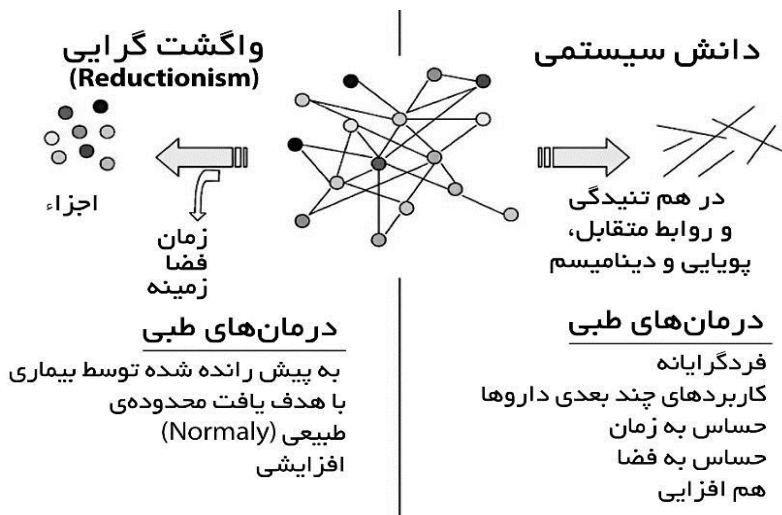 دانش سیستمی
در هم تنیدگی
و روابط متقابل،
پویایی و دینامیسم
درمان‌های طبی
فردگرایانه
کاربردهای چند بعدی داروها
حساس به زمان
حساس به فضا
هم افزایی
واگشت گرایی
(Reductionism)
اجزاء
زمان
فضا
زمینه
درمان‌های طبی
به پیش رانده شده توسط بیماری
با هدف یافت محدوده‌ی
طبیعی (Normaly)
افزایشی